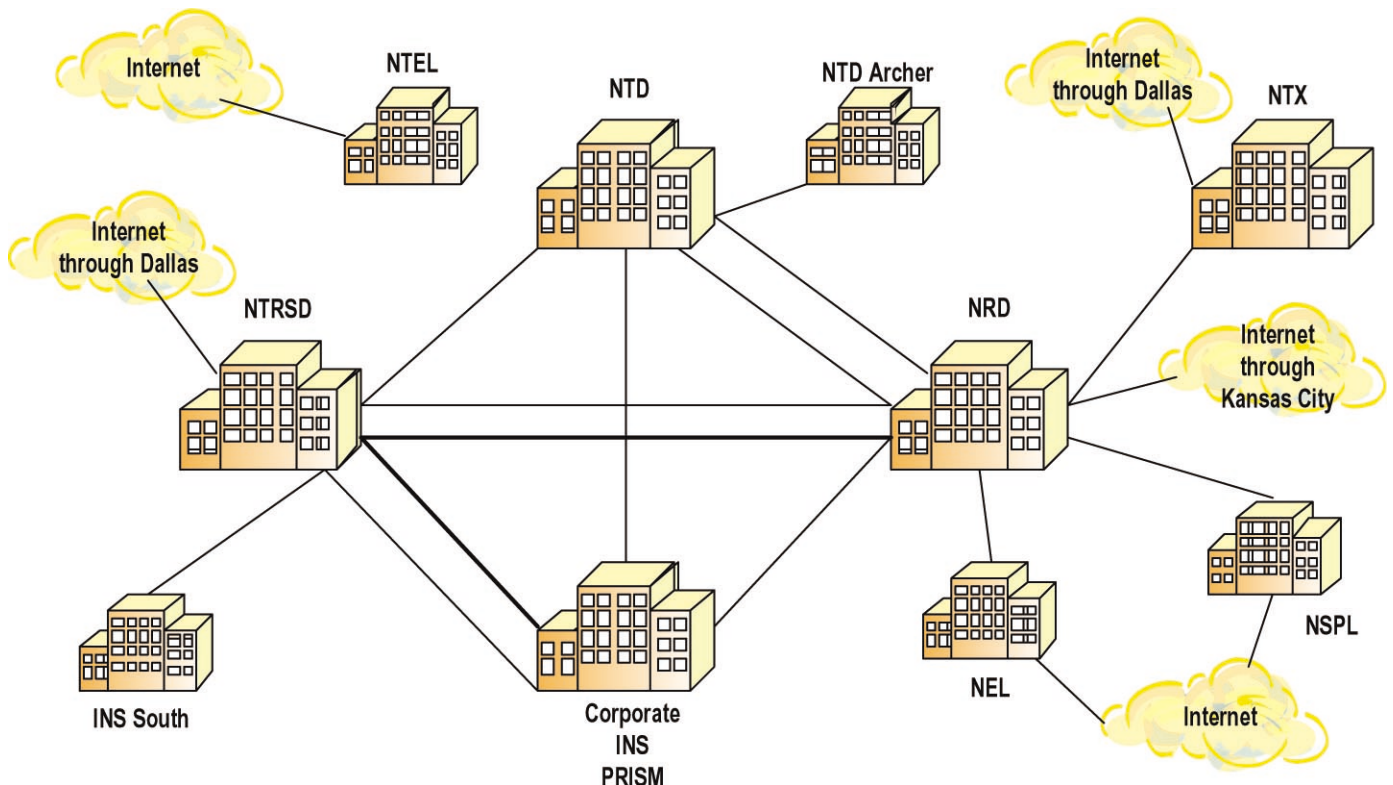 Internet
NTEL
NTD
NTD Archer
Internet
through Dallas
NTX
Internet
through Dallas
NTRSD
NRD
Internet
through
Kansas City
INS South
Corporate
INS
PRISM
NEL
NSPL
Internet